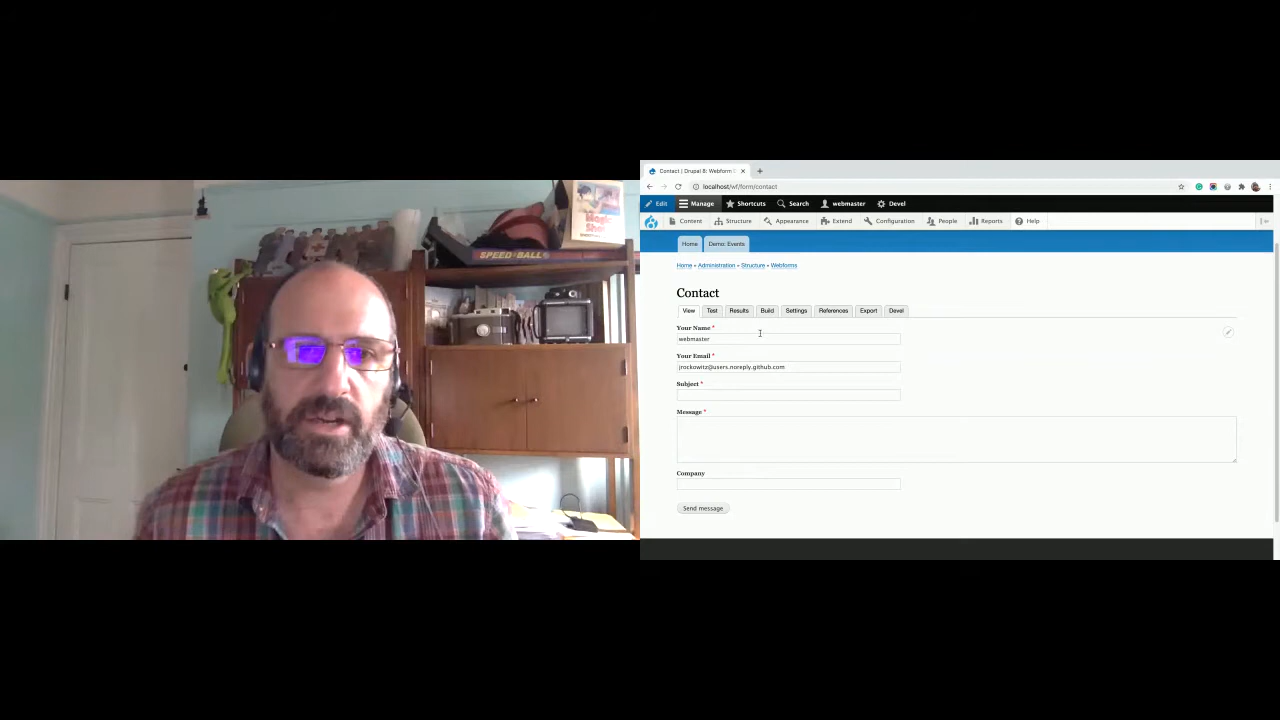 SPEED BALL
Contact | Drupal 8: Webform
localhost/wf/form/contact
Edit Manage Shortcuts Search webmaster Devel
Content Structure Appearance Extend Configuration People Reports Help
Home Demo: Events
Home » Administration » Structure » Webforms
Contact
View Test Results Build Settings References Export Devel
Your Name *
webmaster
Your Email *
jrockowitz@users.noreply.github.com
Subject *
Message *
Company
Send message